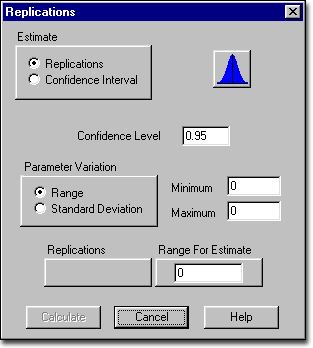 Replications
Estimate
Replications
Confidence Interval
Confidence Level 0.95
Parameter Variation
Range
Standard Deviation
Minimum 0
Maximum 0
Replications Range For Estimate
0
Calculate Cancel Help